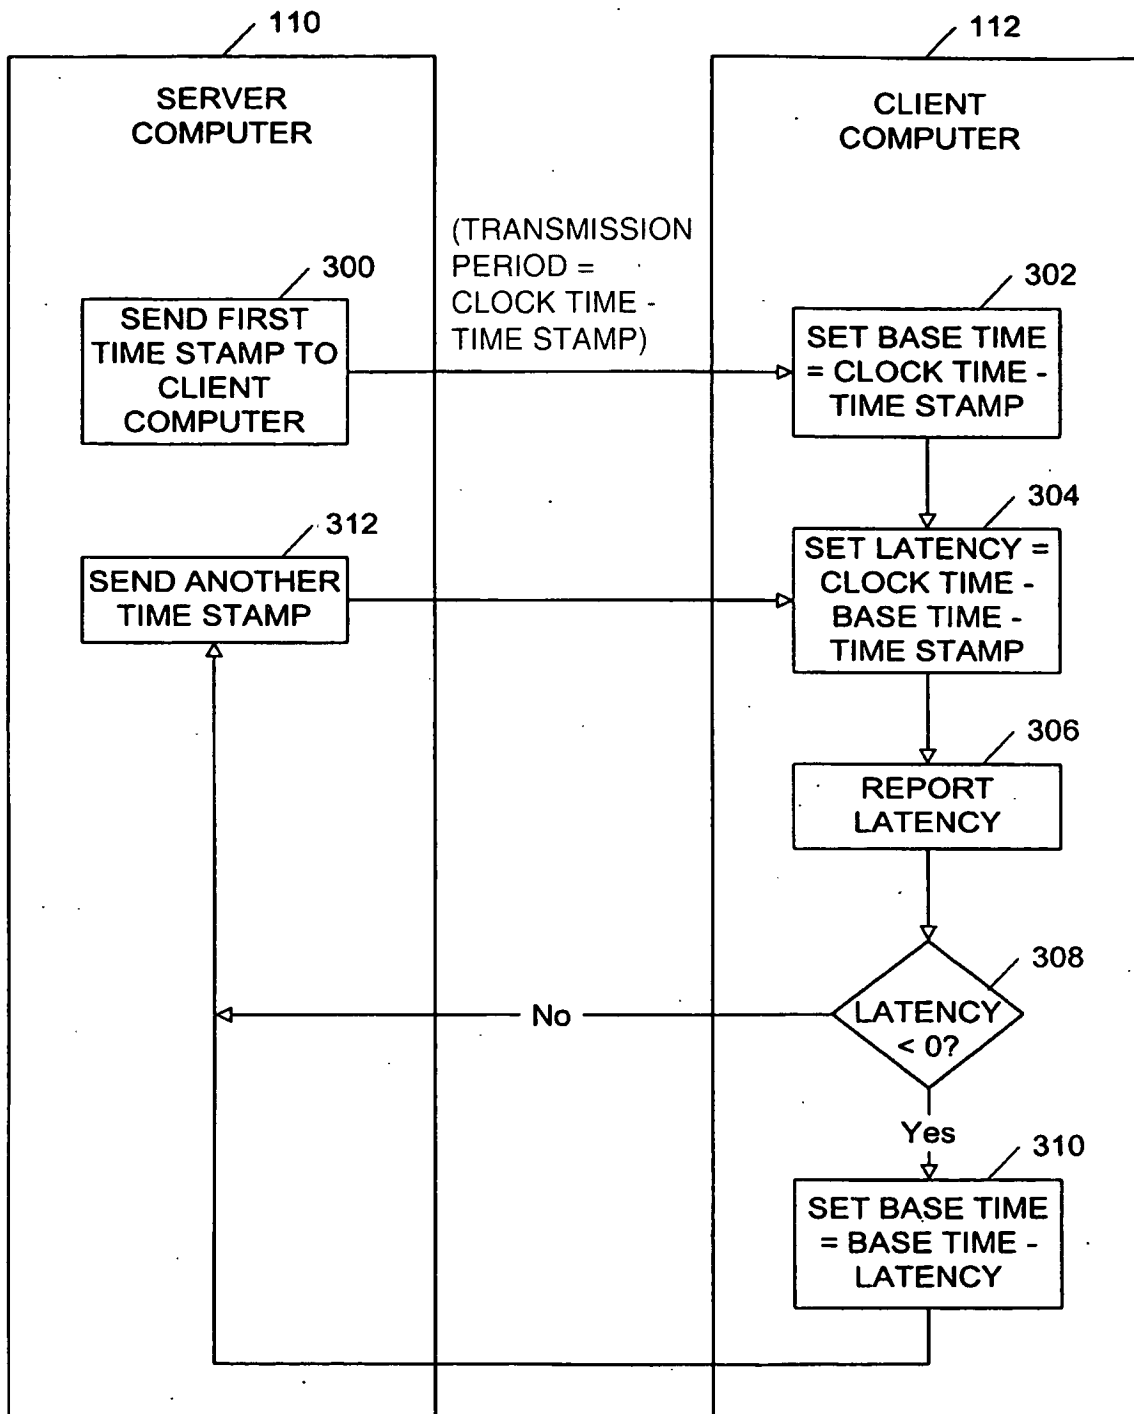 110
112
SERVER
COMPUTER
CLIENT
COMPUTER
(TRANSMISSION
PERIOD =
CLOCK TIME -
TIME STAMP)
300
SEND FIRST
TIME STAMP TO
CLIENT
COMPUTER
302
SET BASE TIME
= CLOCK TIME -
TIME STAMP
312
SEND ANOTHER
TIME STAMP
304
SET LATENCY =
CLOCK TIME -
BASE TIME -
TIME STAMP
306
REPORT
LATENCY
308
LATENCY
< 0?
No
Yes
310
SET BASE TIME
= BASE TIME -
LATENCY